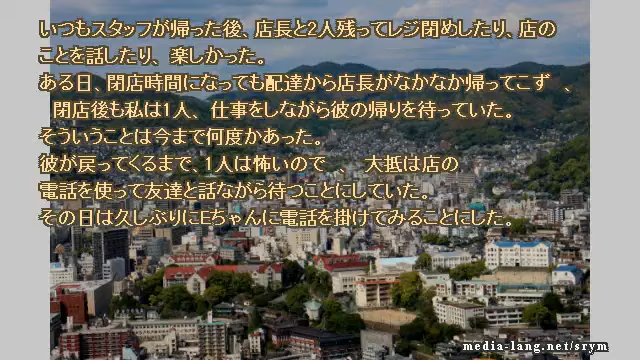 いつもスタッフが帰った後、店長と2人残ってレジ閉めしたり、店の
ことを話したり、楽しかった。
ある日、閉店時間になっても配達から店長がなかなか帰ってこず　、
閉店後も私は1人、仕事をしながら彼の帰りを待っていた。
そういうことは今まで何度かあった。
彼が戻ってくるまで、1人は怖いので　、　大抵は店の
電話を使って友達と話ながら待つことにしていた。
その日は久しぶりにEちゃんに電話を掛けてみることにした。
media-lang.net/srym